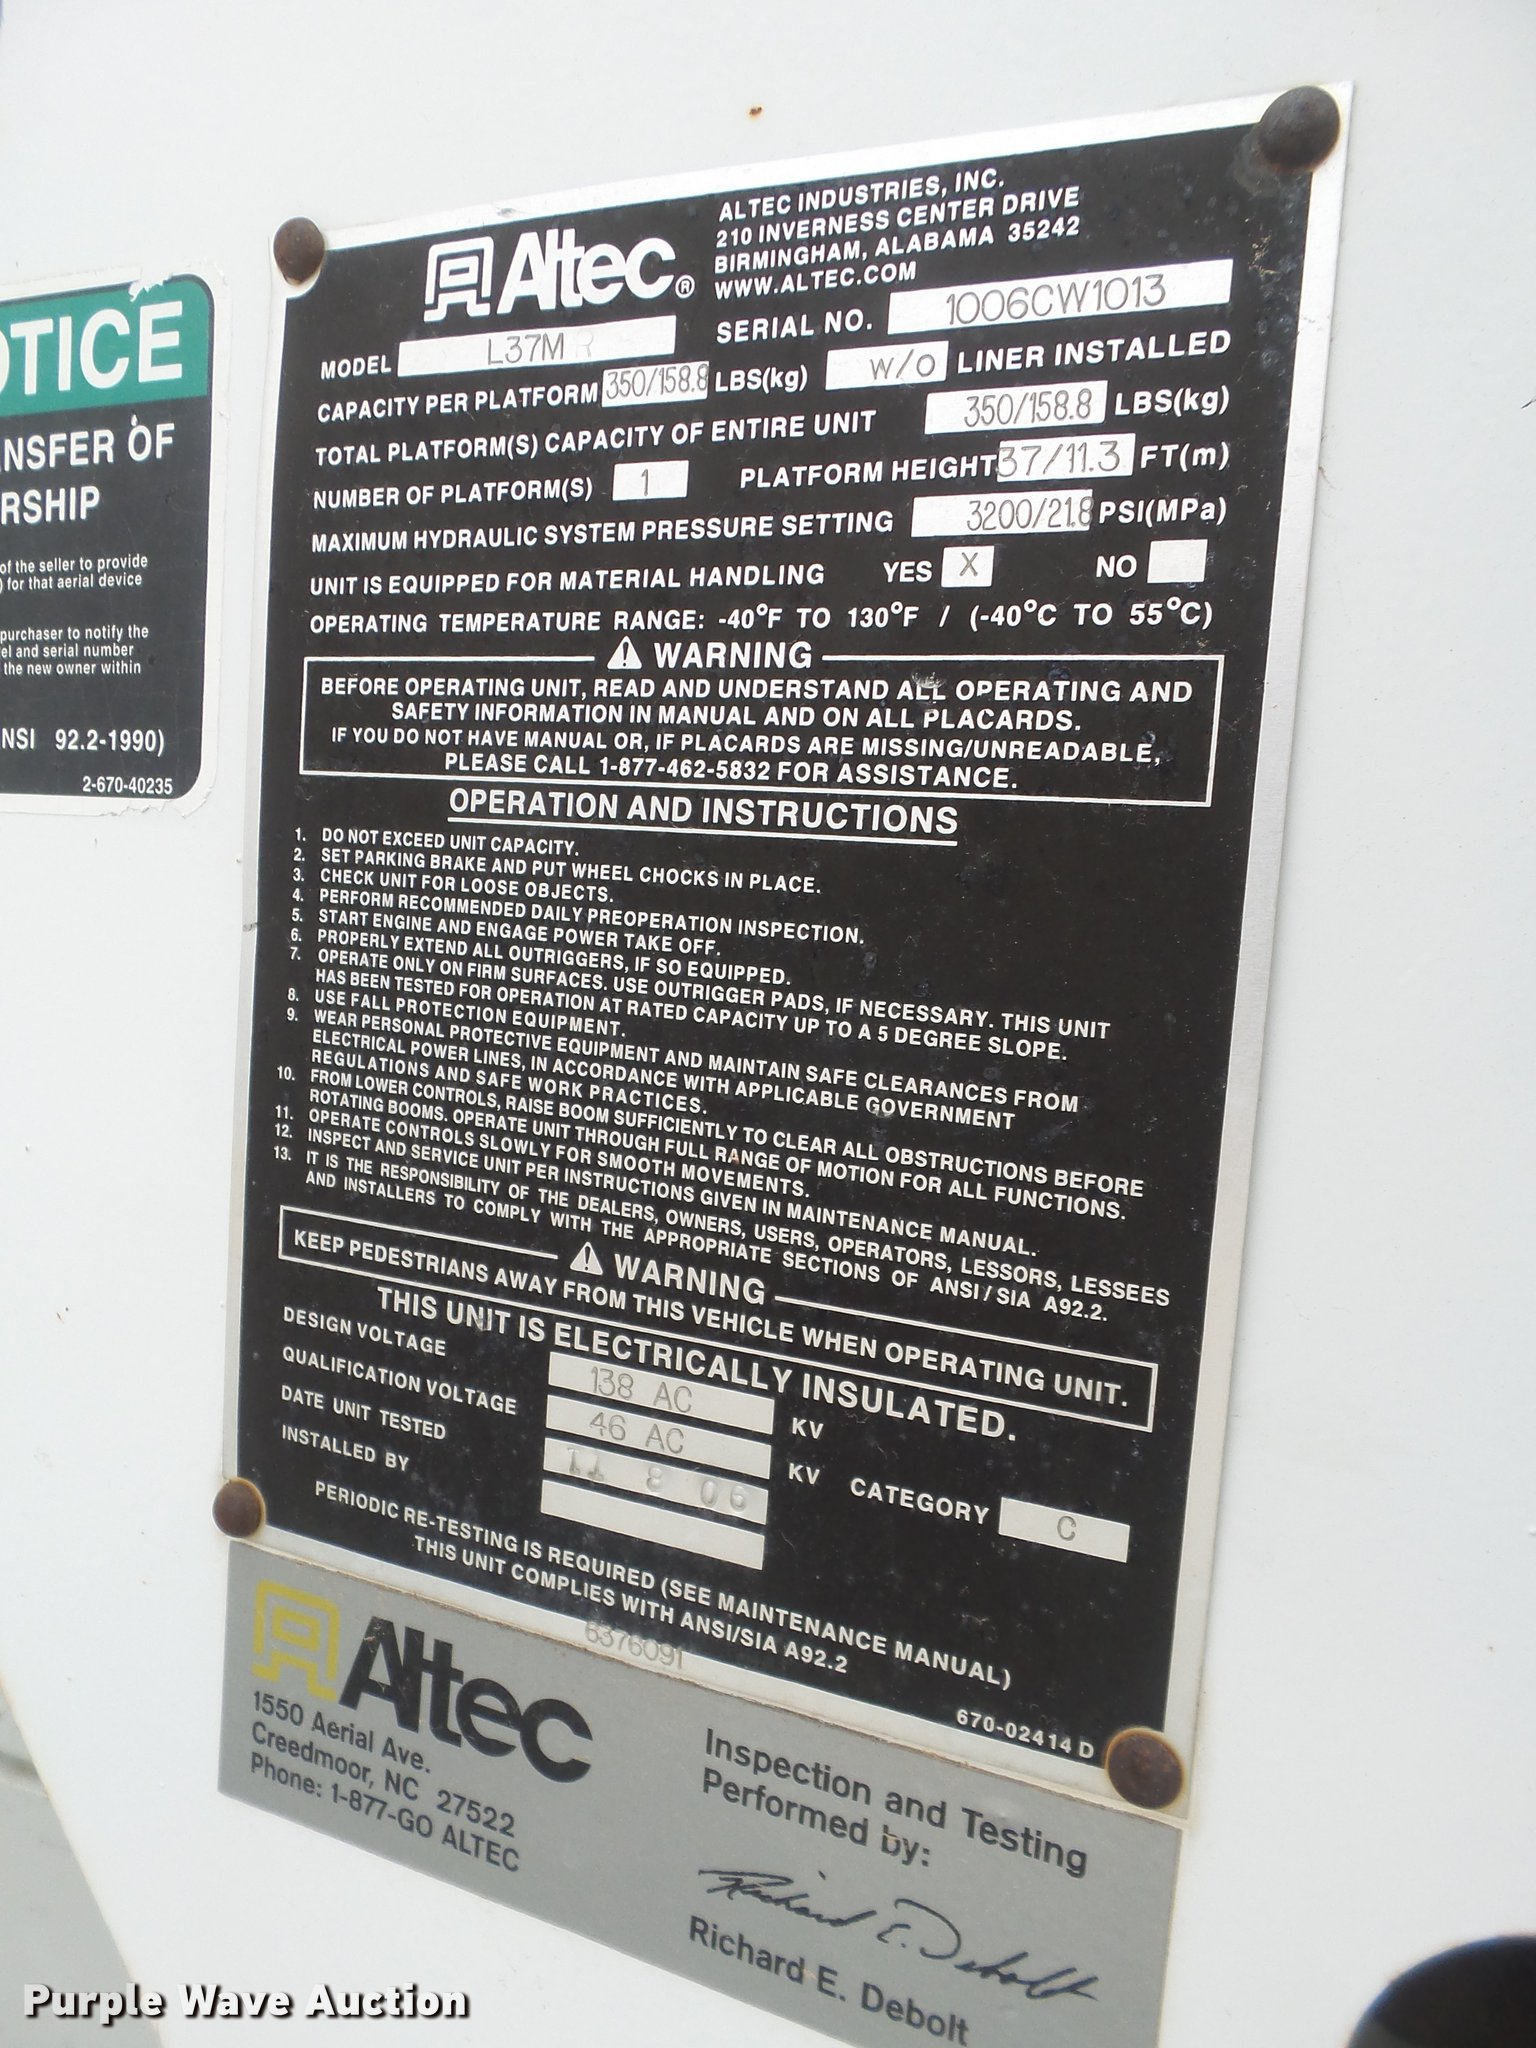 OTICE
NSFER OF
RSHIP
of the seller to provide
) for that aerial device
purchaser to notify the
el and serial number
the new owner within
NSI 92.2-1990)
2-670-40235
Altec®
ALTEC INDUSTRIES, INC.
210 INVERNESS CENTER DRIVE
BIRMINGHAM, ALABAMA 35242
WWW.ALTEC.COM
MODEL L37M SERIAL NO. 1006CW1013
CAPACITY PER PLATFORM 350/158.8 LBS(kg) W/O LINER INSTALLED
TOTAL PLATFORM(S) CAPACITY OF ENTIRE UNIT 350/158.8 LBS(kg)
NUMBER OF PLATFORM(S) 1 PLATFORM HEIGHT 37/11.3 FT(m)
MAXIMUM HYDRAULIC SYSTEM PRESSURE SETTING 3200/21.8 PSI(MPa)
UNIT IS EQUIPPED FOR MATERIAL HANDLING YES X NO
OPERATING TEMPERATURE RANGE: -40°F TO 130°F / (-40°C TO 55°C)
WARNING
BEFORE OPERATING UNIT, READ AND UNDERSTAND ALL OPERATING AND
SAFETY INFORMATION IN MANUAL AND ON ALL PLACARDS.
IF YOU DO NOT HAVE MANUAL OR, IF PLACARDS ARE MISSING/UNREADABLE,
PLEASE CALL 1-877-462-5832 FOR ASSISTANCE.
OPERATION AND INSTRUCTIONS
1. DO NOT EXCEED UNIT CAPACITY.
2. SET PARKING BRAKE AND PUT WHEEL CHOCKS IN PLACE.
3. CHECK UNIT FOR LOOSE OBJECTS.
4. PERFORM RECOMMENDED DAILY PREOPERATION INSPECTION.
5. START ENGINE AND ENGAGE POWER TAKE OFF.
6. PROPERLY EXTEND ALL OUTRIGGERS, IF SO EQUIPPED.
7. OPERATE ONLY ON FIRM SURFACES. USE OUTRIGGER PADS, IF NECESSARY. THIS UNIT
HAS BEEN TESTED FOR OPERATION AT RATED CAPACITY UP TO A 5 DEGREE SLOPE.
8. USE FALL PROTECTION EQUIPMENT.
9. WEAR PERSONAL PROTECTIVE EQUIPMENT AND MAINTAIN SAFE CLEARANCES FROM
ELECTRICAL POWER LINES, IN ACCORDANCE WITH APPLICABLE GOVERNMENT
REGULATIONS AND SAFE WORK PRACTICES.
10. FROM LOWER CONTROLS, RAISE BOOM SUFFICIENTLY TO CLEAR ALL OBSTRUCTIONS BEFORE
ROTATING BOOMS. OPERATE UNIT THROUGH FULL RANGE OF MOTION FOR ALL FUNCTIONS.
11. OPERATE CONTROLS SLOWLY FOR SMOOTH MOVEMENTS.
12. INSPECT AND SERVICE UNIT PER INSTRUCTIONS GIVEN IN MAINTENANCE MANUAL.
13. IT IS THE RESPONSIBILITY OF THE DEALERS, OWNERS, USERS, OPERATORS, LESSORS, LESSEES
AND INSTALLERS TO COMPLY WITH THE APPROPRIATE SECTIONS OF ANSI/SIA A92.2.
WARNING
KEEP PEDESTRIANS AWAY FROM THIS VEHICLE WHEN OPERATING UNIT.
THIS UNIT IS ELECTRICALLY INSULATED.
DESIGN VOLTAGE 138 AC KV
QUALIFICATION VOLTAGE 46 AC KV CATEGORY C
DATE UNIT TESTED 11 8 06
INSTALLED BY
PERIODIC RE-TESTING IS REQUIRED (SEE MAINTENANCE MANUAL)
THIS UNIT COMPLIES WITH ANSI/SIA A92.2
6376091
670-02414 D
Altec
1550 Aerial Ave.
Creedmoor, NC 27522
Phone: 1-877-GO ALTEC
Inspection and Testing
Performed by:
Richard E. Debolt
Richard E. Debolt
Purple Wave Auction